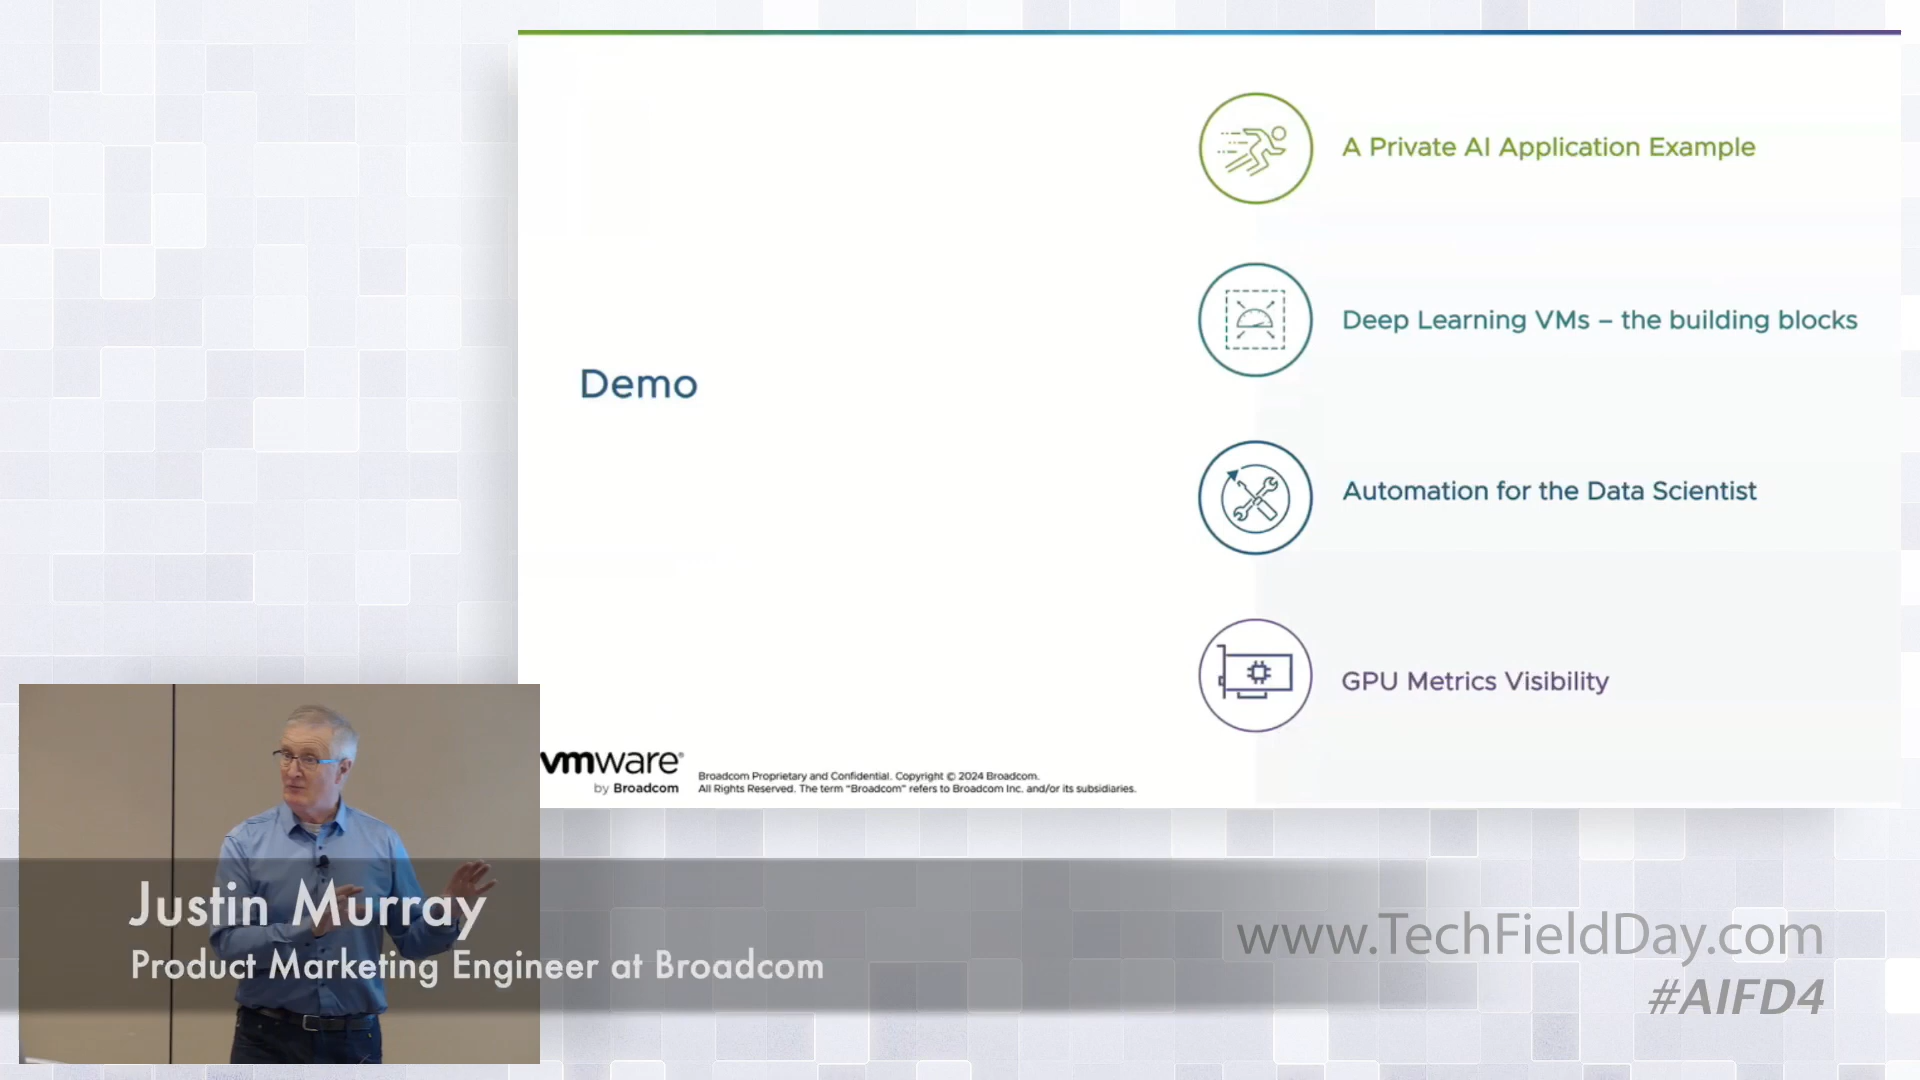 A Private AI Application Example
Deep Learning VMs – the building blocks
Demo
Automation for the Data Scientist
GPU Metrics Visibility
vmware®
by Broadcom
Broadcom Proprietary and Confidential. Copyright © 2024 Broadcom.
All Rights Reserved. The term “Broadcom” refers to Broadcom Inc. and/or its subsidiaries.
Justin Murray
Product Marketing Engineer at Broadcom
www.TechFieldDay.com
#AIFD4